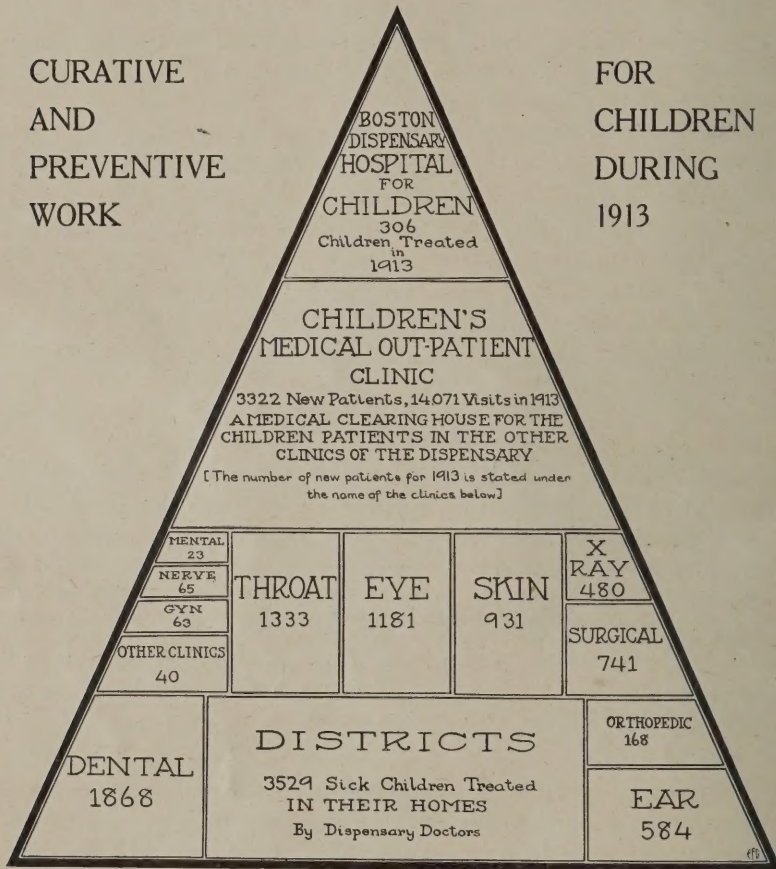 CURATIVE
AND
PREVENTIVE
WORK
FOR
CHILDREN
DURING
1913
BOSTON
DISPENSARY
HOSPITAL
FOR
CHILDREN
306
Children Treated
in
1913
CHILDREN'S
MEDICAL OUT-PATIENT
CLINIC
3322 New Patients, 14,071 Visits in 1913
A MEDICAL CLEARING HOUSE FOR THE
CHILDREN PATIENTS IN THE OTHER
CLINICS OF THE DISPENSARY
[The number of new patients for 1913 is stated under
the name of the clinics below]
MENTAL
23
NERVE
65
GYN
63
OTHER CLINICS
40
THROAT
1333
EYE
1181
SKIN
931
X
RAY
480
SURGICAL
741
DENTAL
1868
DISTRICTS
3529 Sick Children Treated
IN THEIR HOMES
By Dispensary Doctors
ORTHOPEDIC
168
EAR
584